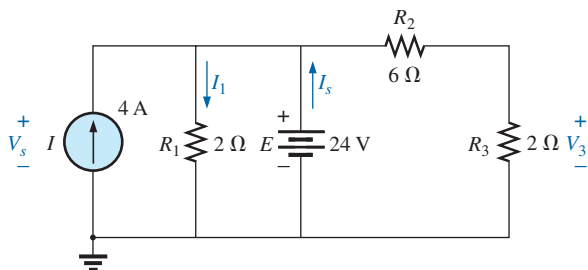 R2
6 Ω
4 A
I1
Is
+
Vs
−
I
R1
2 Ω
+
E
−
24 V
R3
2 Ω
+
V3
−